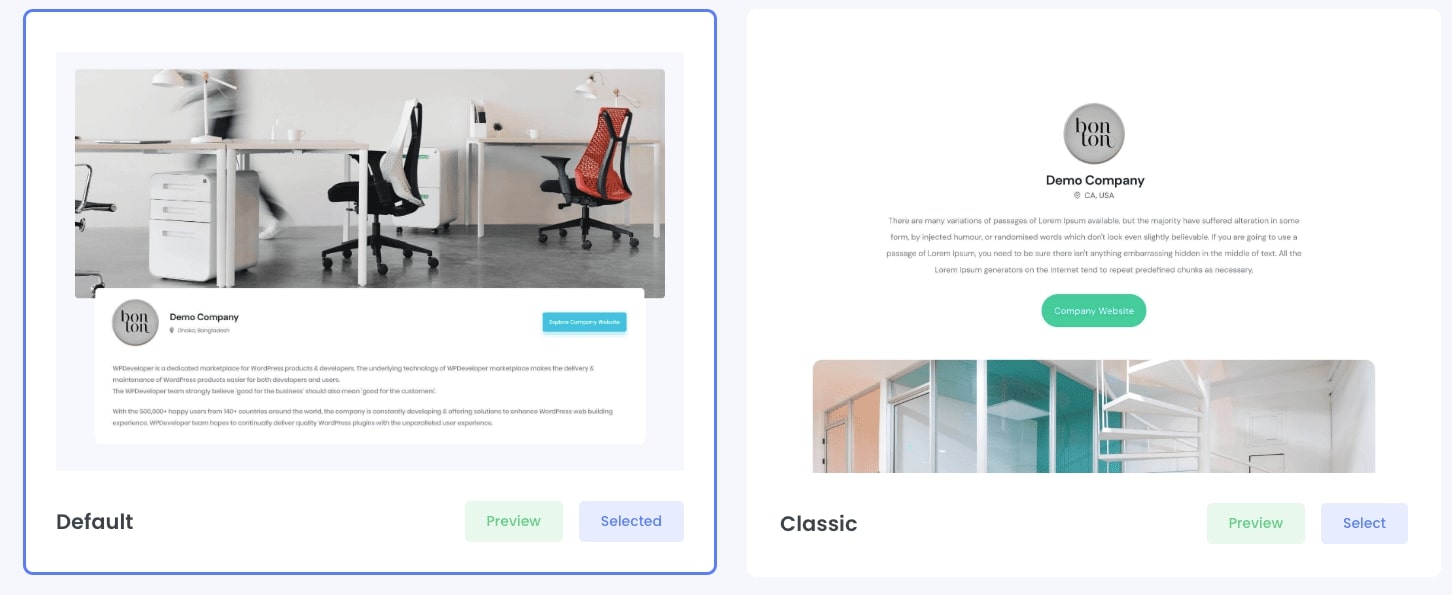 bon
ton
Demo Company
Dhaka, Bangladesh
Explore Company Website
WPDeveloper is a dedicated marketplace for WordPress products & developers. The underlying technology of WPDeveloper marketplace makes the delivery &
maintenance of WordPress products easier for both developers and users.
The WPDeveloper team strongly believe 'good for the business' should also mean 'good for the customers'.
With the 500,000+ happy users from 140+ countries around the world, the company is constantly developing & offering solutions to enhance WordPress web building
experience. WPDeveloper team hopes to continually deliver quality WordPress plugins with the unparalleled user experience.
Default
Preview
Selected
bon
ton
Demo Company
CA, USA
There are many variations of passages of Lorem Ipsum available, but the majority have suffered alteration in some
form, by injected humour, or randomised words which don't look even slightly believable. If you are going to use a
passage of Lorem Ipsum, you need to be sure there isn't anything embarrassing hidden in the middle of text. All the
Lorem Ipsum generators on the Internet tend to repeat predefined chunks as necessary,
Company Website
Classic
Preview
Select